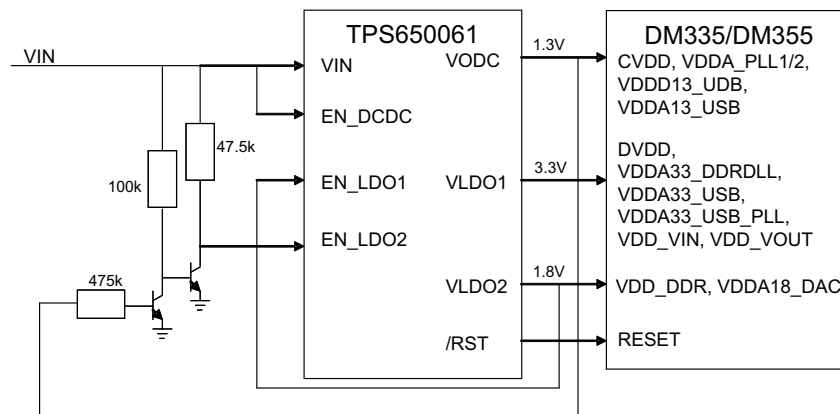 TPS650061
DM335/DM355
VIN
VIN
VODC
1.3V
CVDD, VDDA_PLL1/2,
VDDD13_UDB,
VDDA13_USB
EN_DCDC
47.5k
100k
EN_LDO1
VLDO1
3.3V
DVDD,
VDDA33_DDRDLL,
VDDA33_USB,
VDDA33_USB_PLL,
VDD_VIN, VDD_VOUT
EN_LDO2
475k
VLDO2
1.8V
VDD_DDR, VDDA18_DAC
/RST
RESET